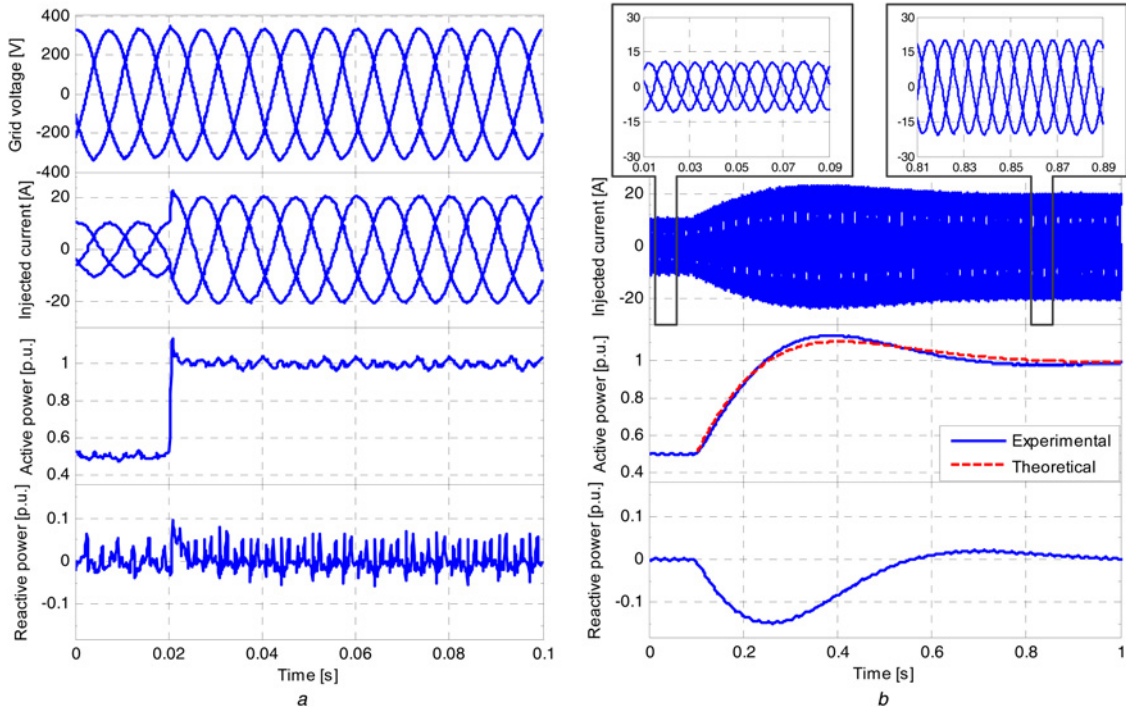 400
200
0
-200
-400
Grid voltage [V]
20
0
-20
Injected current [A]
1
0.8
0.6
0.4
Active power [p.u.]
0.1
0
-0.1
Reactive power [p.u.]
0 0.02 0.04 0.06 0.08 0.1
Time [s]
a
30
15
0
-15
-30
0.01 0.03 0.05 0.07 0.09
30
15
0
-15
-30
0.81 0.83 0.85 0.87 0.89
20
0
-20
Injected current [A]
1
0.8
0.6
0.4
Active power [p.u.]
Experimental
Theoretical
0.1
0
-0.1
Reactive power [p.u.]
0 0.2 0.4 0.6 0.8 1
Time [s]
b